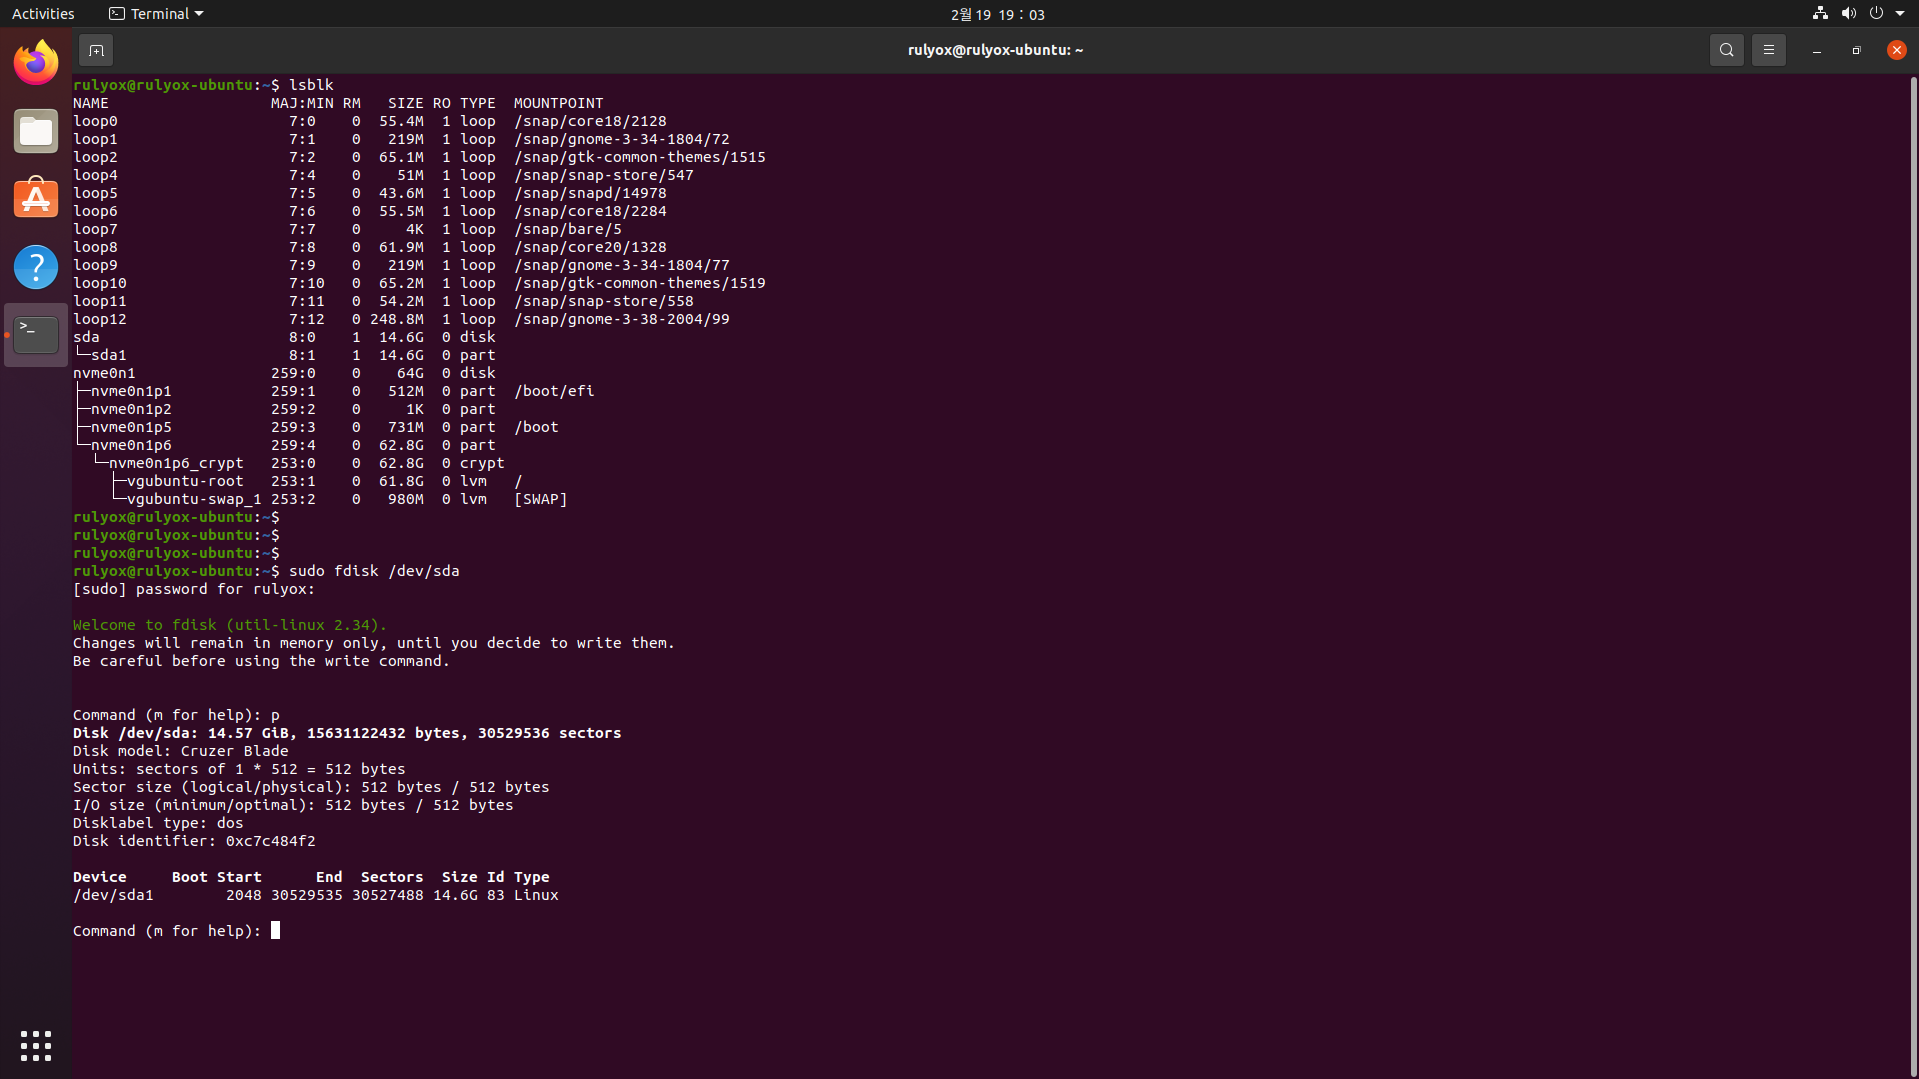 Activities Terminal 2월 19 19：03
rulyox@rulyox-ubuntu: ~
rulyox@rulyox-ubuntu:~$ lsblk
NAME                  MAJ:MIN RM   SIZE RO TYPE  MOUNTPOINT
loop0                   7:0    0  55.4M  1 loop  /snap/core18/2128
loop1                   7:1    0   219M  1 loop  /snap/gnome-3-34-1804/72
loop2                   7:2    0  65.1M  1 loop  /snap/gtk-common-themes/1515
loop4                   7:4    0    51M  1 loop  /snap/snap-store/547
loop5                   7:5    0  43.6M  1 loop  /snap/snapd/14978
loop6                   7:6    0  55.5M  1 loop  /snap/core18/2284
loop7                   7:7    0     4K  1 loop  /snap/bare/5
loop8                   7:8    0  61.9M  1 loop  /snap/core20/1328
loop9                   7:9    0   219M  1 loop  /snap/gnome-3-34-1804/77
loop10                  7:10   0  65.2M  1 loop  /snap/gtk-common-themes/1519
loop11                  7:11   0  54.2M  1 loop  /snap/snap-store/558
loop12                  7:12   0 248.8M  1 loop  /snap/gnome-3-38-2004/99
sda                     8:0    1  14.6G  0 disk
└─sda1                  8:1    1  14.6G  0 part
nvme0n1               259:0    0    64G  0 disk
├─nvme0n1p1           259:1    0   512M  0 part  /boot/efi
├─nvme0n1p2           259:2    0     1K  0 part
├─nvme0n1p5           259:3    0   731M  0 part  /boot
└─nvme0n1p6           259:4    0  62.8G  0 part
  └─nvme0n1p6_crypt   253:0    0  62.8G  0 crypt
    ├─vgubuntu-root   253:1    0  61.8G  0 lvm   /
    └─vgubuntu-swap_1 253:2    0   980M  0 lvm   [SWAP]
rulyox@rulyox-ubuntu:~$
rulyox@rulyox-ubuntu:~$
rulyox@rulyox-ubuntu:~$
rulyox@rulyox-ubuntu:~$ sudo fdisk /dev/sda
[sudo] password for rulyox:
Welcome to fdisk (util-linux 2.34).
Changes will remain in memory only, until you decide to write them.
Be careful before using the write command.
Command (m for help): p
Disk /dev/sda: 14.57 GiB, 15631122432 bytes, 30529536 sectors
Disk model: Cruzer Blade
Units: sectors of 1 * 512 = 512 bytes
Sector size (logical/physical): 512 bytes / 512 bytes
I/O size (minimum/optimal): 512 bytes / 512 bytes
Disklabel type: dos
Disk identifier: 0xc7c484f2
Device     Boot Start      End  Sectors  Size Id Type
/dev/sda1        2048 30529535 30527488 14.6G 83 Linux
Command (m for help):